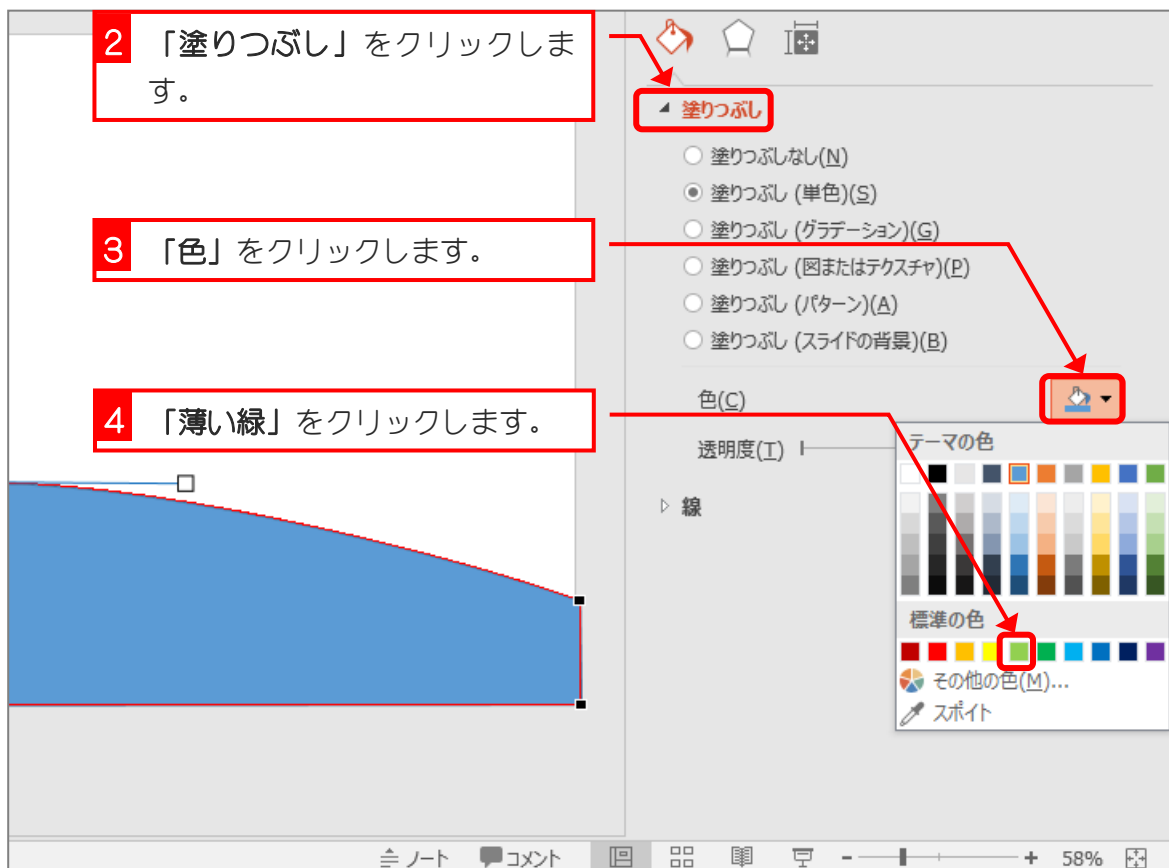 2 「塗りつぶし」をクリックしま
す。
塗りつぶし
塗りつぶしなし(N)
塗りつぶし (単色)(S)
3 「色」をクリックします。
塗りつぶし (グラデーション)(G)
塗りつぶし (図またはテクスチャ)(P)
塗りつぶし (パターン)(A)
塗りつぶし (スライドの背景)(B)
色(C)
4 「薄い緑」をクリックします。
透明度(T)
テーマの色
線
標準の色
その他の色(M)...
スポイト
ノート コメント 58%